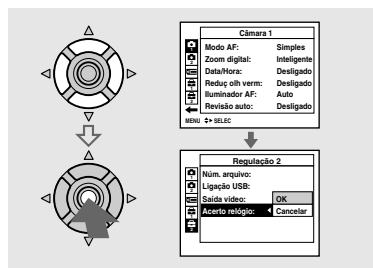 Câmara 1
Modo AF: Simples
Zoom digital: Inteligente
Data/Hora: Desligado
Reduç olh verm: Desligado
Iluminador AF: Auto
Revisão auto: Desligado
MENU SELEC
Regulação 2
Núm. arquivo:
Ligação USB:
Saída vídeo: OK
Acerto relógio: Cancelar